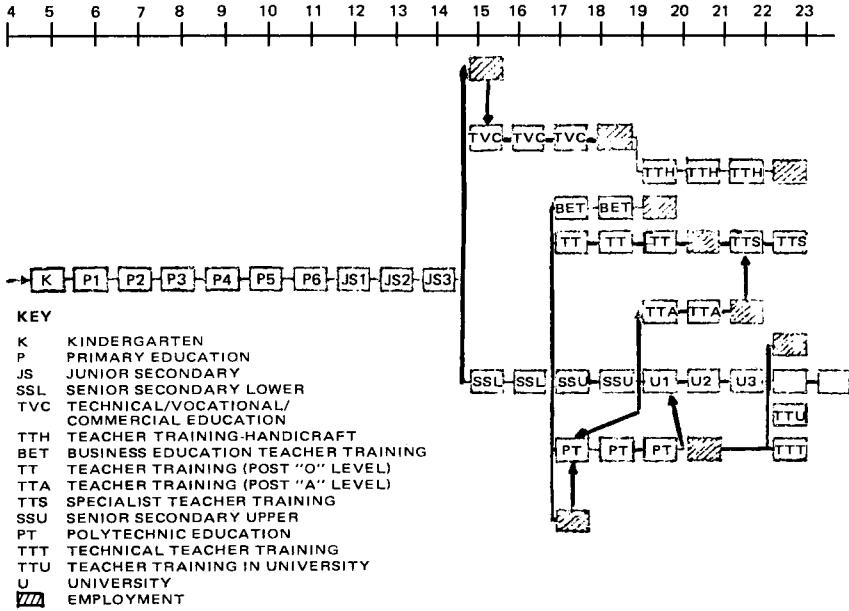 4 5 6 7 8 9 10 11 12 13 14 15 16 17 18 19 20 21 22 23
TVC TVC TVC
TTH TTH TTH
BET BET
TT TT TT TTS TTS
K P1 P2 P3 P4 P5 P6 JS1 JS2 JS3
TTA TTA
SSL SSL SSU SSU U1 U2 U3
TTU
PT PT PT TTT
KEY
K KINDERGARTEN
P PRIMARY EDUCATION
JS JUNIOR SECONDARY
SSL SENIOR SECONDARY LOWER
TVC TECHNICAL/VOCATIONAL/
COMMERCIAL EDUCATION
TTH TEACHER TRAINING-HANDICRAFT
BET BUSINESS EDUCATION TEACHER TRAINING
TT TEACHER TRAINING (POST "O" LEVEL)
TTA TEACHER TRAINING (POST "A" LEVEL)
TTS SPECIALIST TEACHER TRAINING
SSU SENIOR SECONDARY UPPER
PT POLYTECHNIC EDUCATION
TTT TECHNICAL TEACHER TRAINING
TTU TEACHER TRAINING IN UNIVERSITY
U UNIVERSITY
EMPLOYMENT